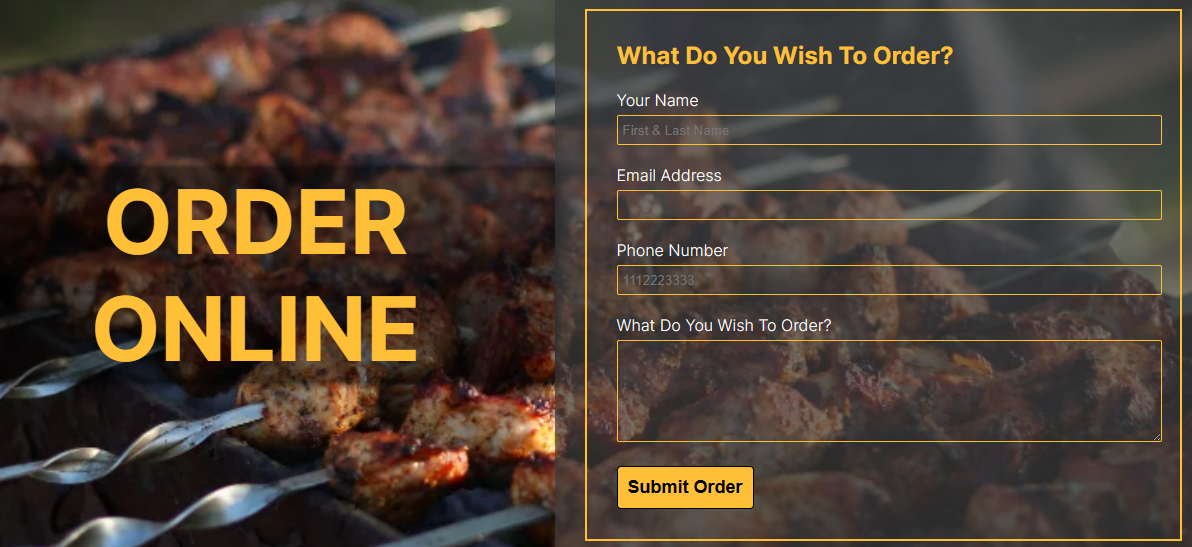 ORDER
ONLINE
What Do You Wish To Order?
Your Name
First & Last Name
Email Address
Phone Number
1112223333
What Do You Wish To Order?
Submit Order